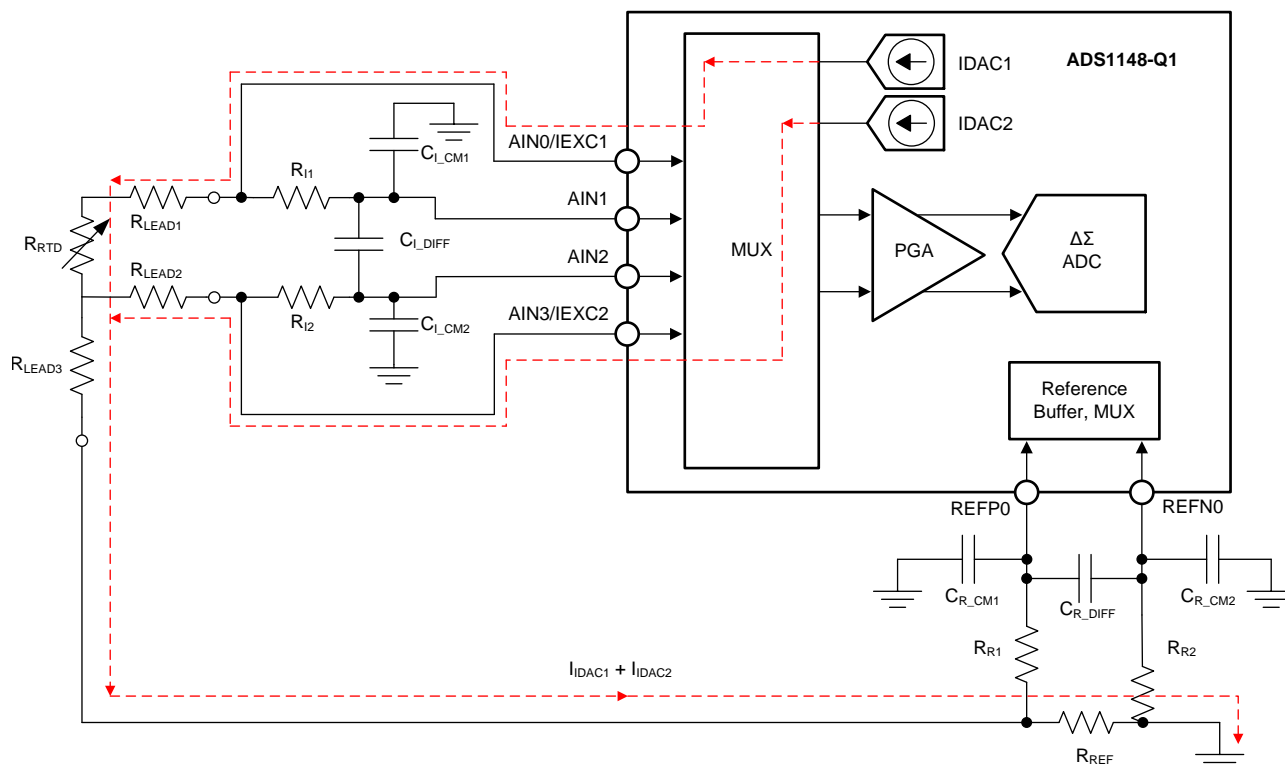 IDAC1
ADS1148-Q1
IDAC2
AIN0/IEXC1
C_I_CM1
R_I1
AIN1
R_LEAD1
R_RTD
C_I_DIFF
MUX
PGA
ΔΣ
ADC
R_LEAD2
AIN2
R_I2
C_I_CM2
AIN3/IEXC2
R_LEAD3
Reference
Buffer, MUX
REFP0
REFN0
C_R_CM1
C_R_DIFF
C_R_CM2
R_R1
R_R2
I_IDAC1 + I_IDAC2
R_REF